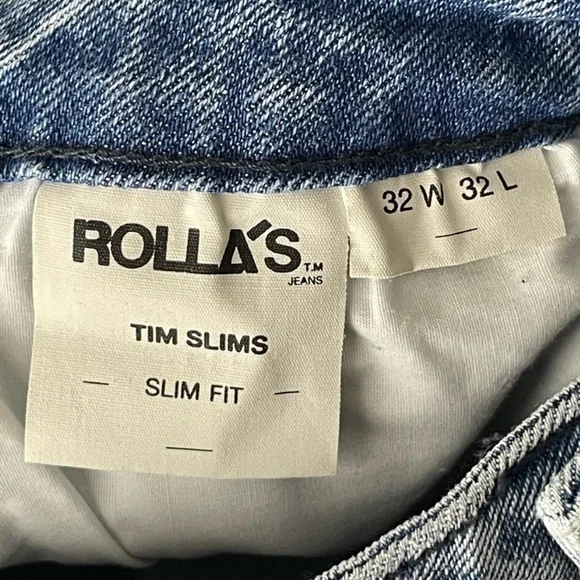 ROLLA'S
T.M
JEANS
TIM SLIMS
— SLIM FIT —
32 W 32 L